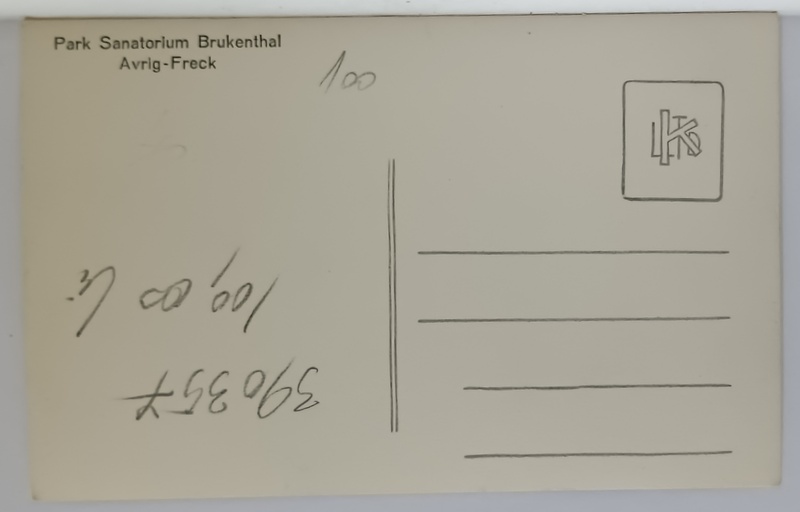 Park Sanatorium Brukenthal
Avrig-Freck
100
390357
100,00 Lei